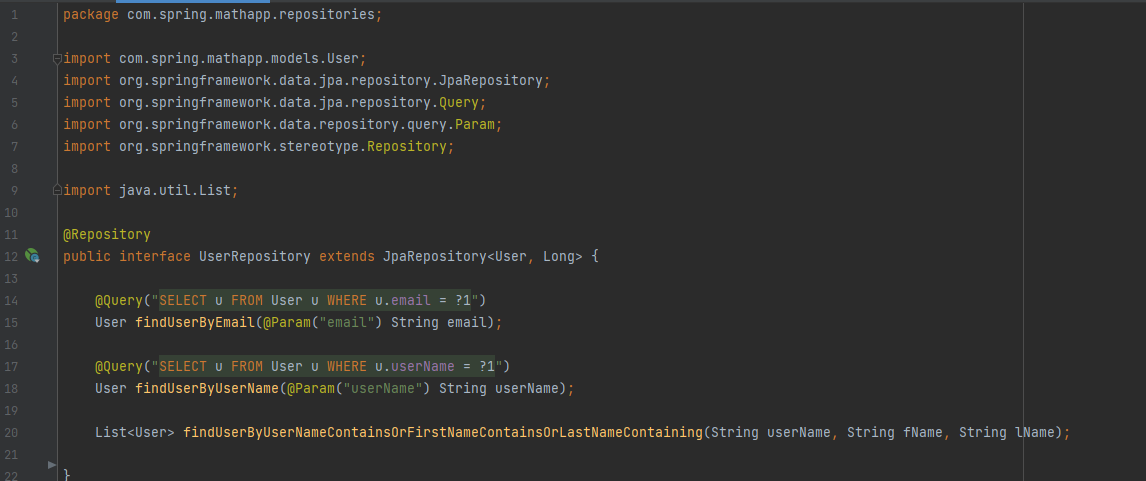 1 package com.spring.mathapp.repositories;
2
3 import com.spring.mathapp.models.User;
4 import org.springframework.data.jpa.repository.JpaRepository;
5 import org.springframework.data.jpa.repository.Query;
6 import org.springframework.data.repository.query.Param;
7 import org.springframework.stereotype.Repository;
8
9 import java.util.List;
10
11 @Repository
12 public interface UserRepository extends JpaRepository<User, Long> {
13
14 @Query("SELECT u FROM User u WHERE u.email = ?1")
15 User findUserByEmail(@Param("email") String email);
16
17 @Query("SELECT u FROM User u WHERE u.userName = ?1")
18 User findUserByUserName(@Param("userName") String userName);
19
20 List<User> findUserByUserNameContainsOrFirstNameContainsOrLastNameContaining(String userName, String fName, String lName);
21
22 }